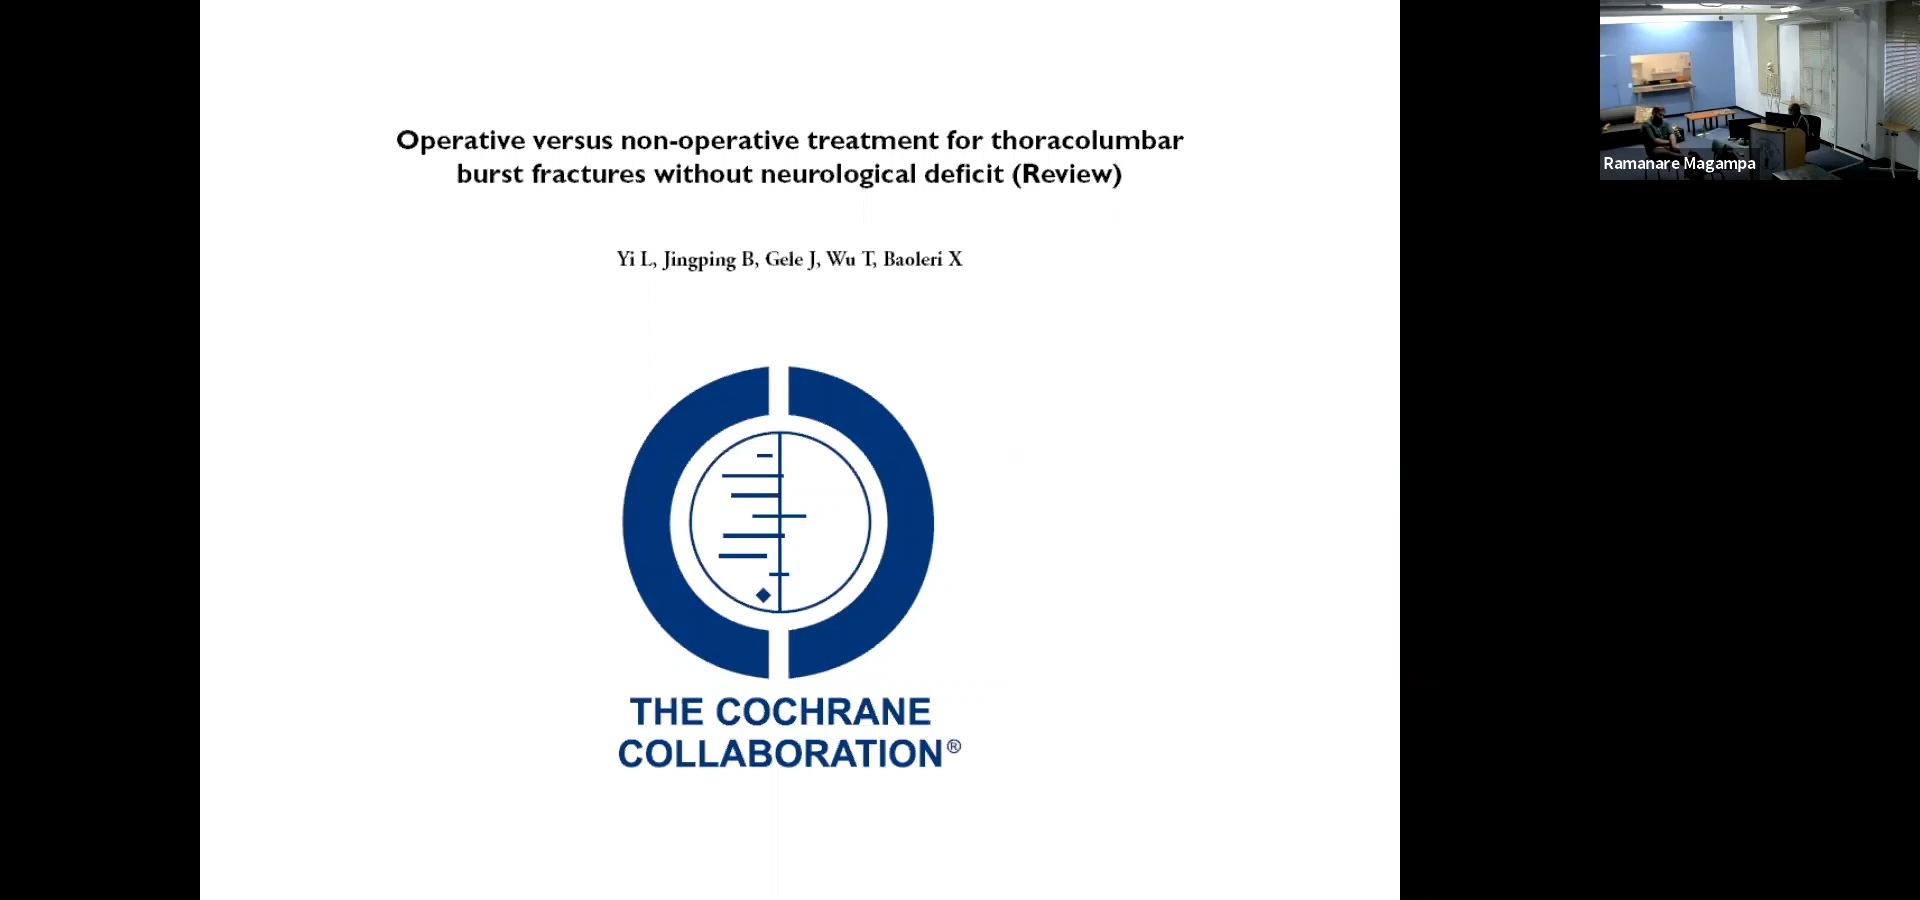 Operative versus non-operative treatment for thoracolumbar
burst fractures without neurological deficit (Review)
Yi L, Jingping B, Gele J, Wu T, Baoleri X
THE COCHRANE
COLLABORATION®
Ramanare Magampa